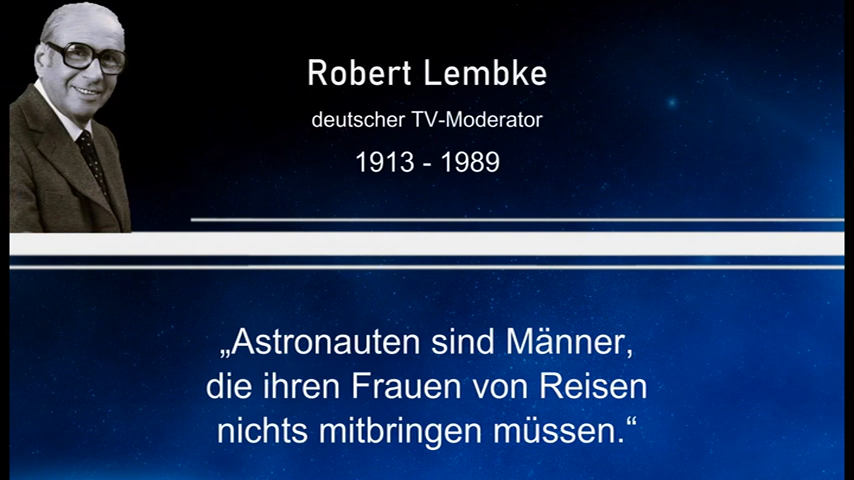 Robert Lembke
deutscher TV-Moderator
1913 - 1989
„Astronauten sind Männer,
die ihren Frauen von Reisen
nichts mitbringen müssen.“